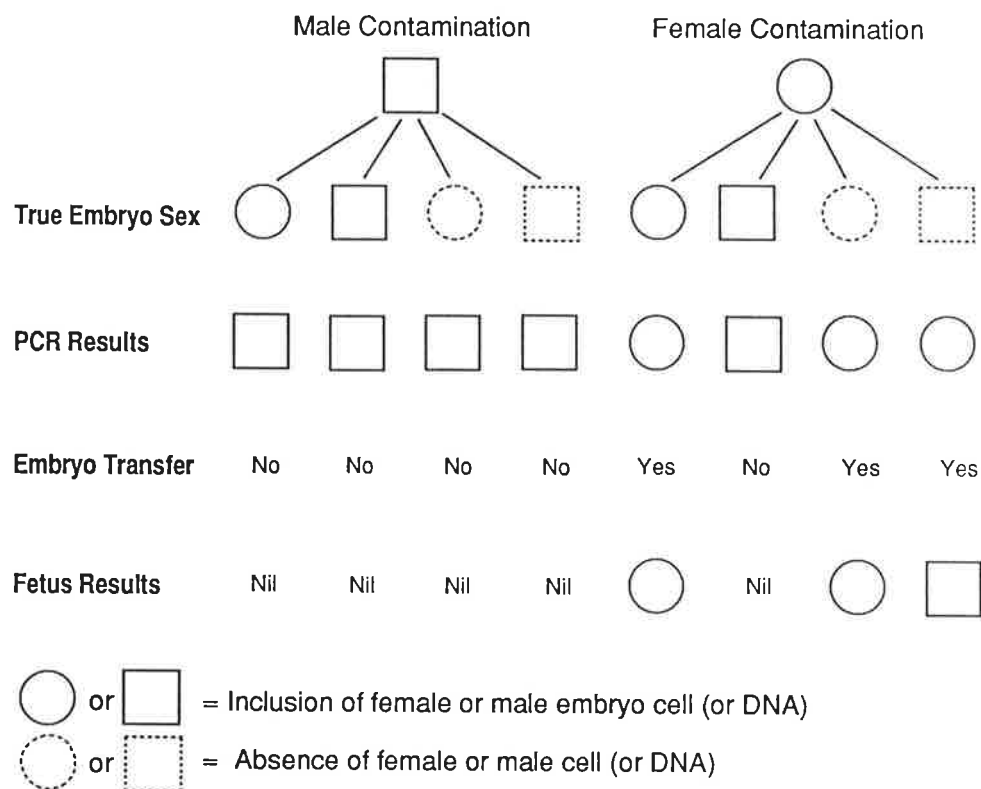 Male Contamination Female Contamination
True Embryo Sex
PCR Results
Embryo Transfer No No No No Yes No Yes Yes
Fetus Results Nil Nil Nil Nil Nil
or = Inclusion of female or male embryo cell (or DNA)
or = Absence of female or male cell (or DNA)